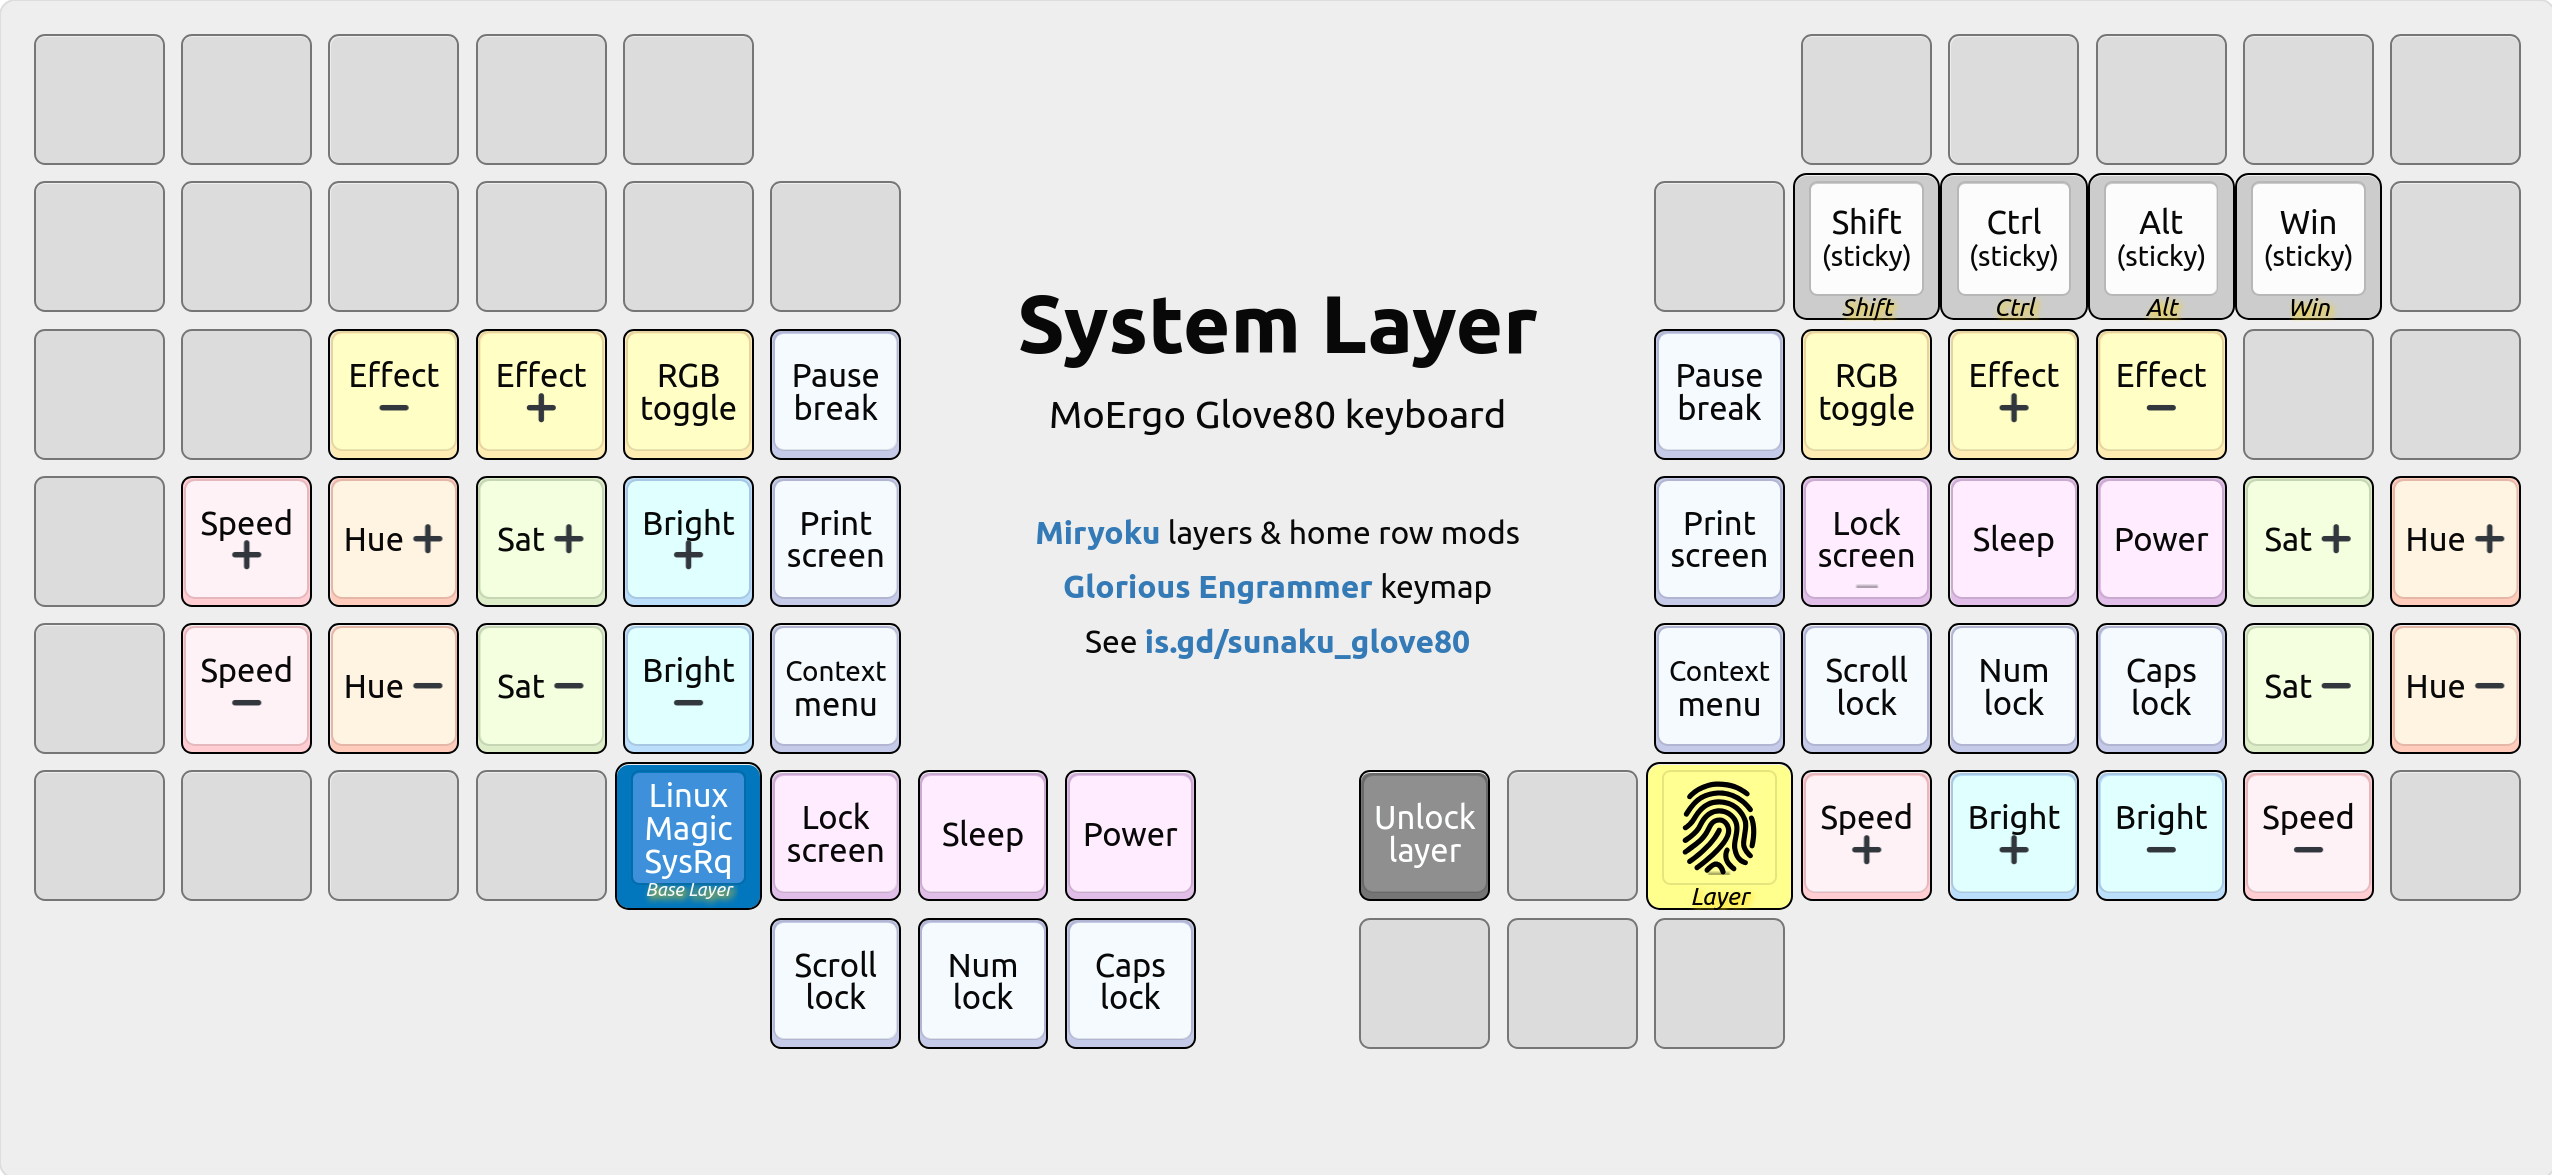 Shift (sticky) Shift
Ctrl (sticky) Ctrl
Alt (sticky) Alt
Win (sticky) Win
System Layer
MoErgo Glove80 keyboard
Miryoku layers & home row mods
Glorious Engrammer keymap
See is.gd/sunaku_glove80
Effect −
Effect +
RGB toggle
Pause break
Pause break
RGB toggle
Effect +
Effect −
Speed +
Hue +
Sat +
Bright +
Print screen
Print screen
Lock screen
Sleep
Power
Sat +
Hue +
Speed −
Hue −
Sat −
Bright −
Context menu
Context menu
Scroll lock
Num lock
Caps lock
Sat −
Hue −
Linux Magic SysRq Base Layer
Lock screen
Sleep
Power
Unlock layer
Layer
Speed +
Bright +
Bright −
Speed −
Scroll lock
Num lock
Caps lock